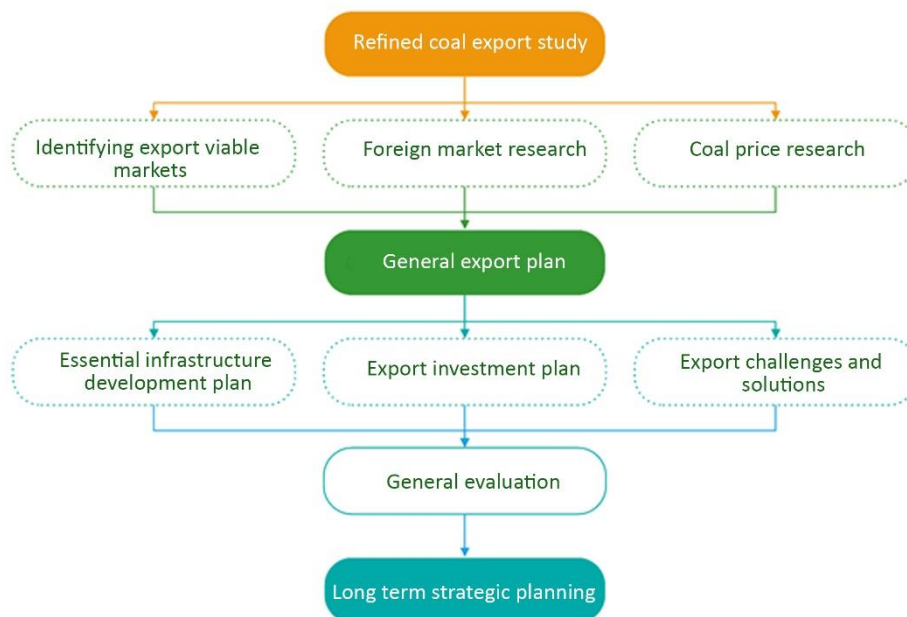 Refined coal export study
Identifying export viable
markets
Foreign market research
Coal price research
General export plan
Essential infrastructure
development plan
Export investment plan
Export challenges and
solutions
General evaluation
Long term strategic planning